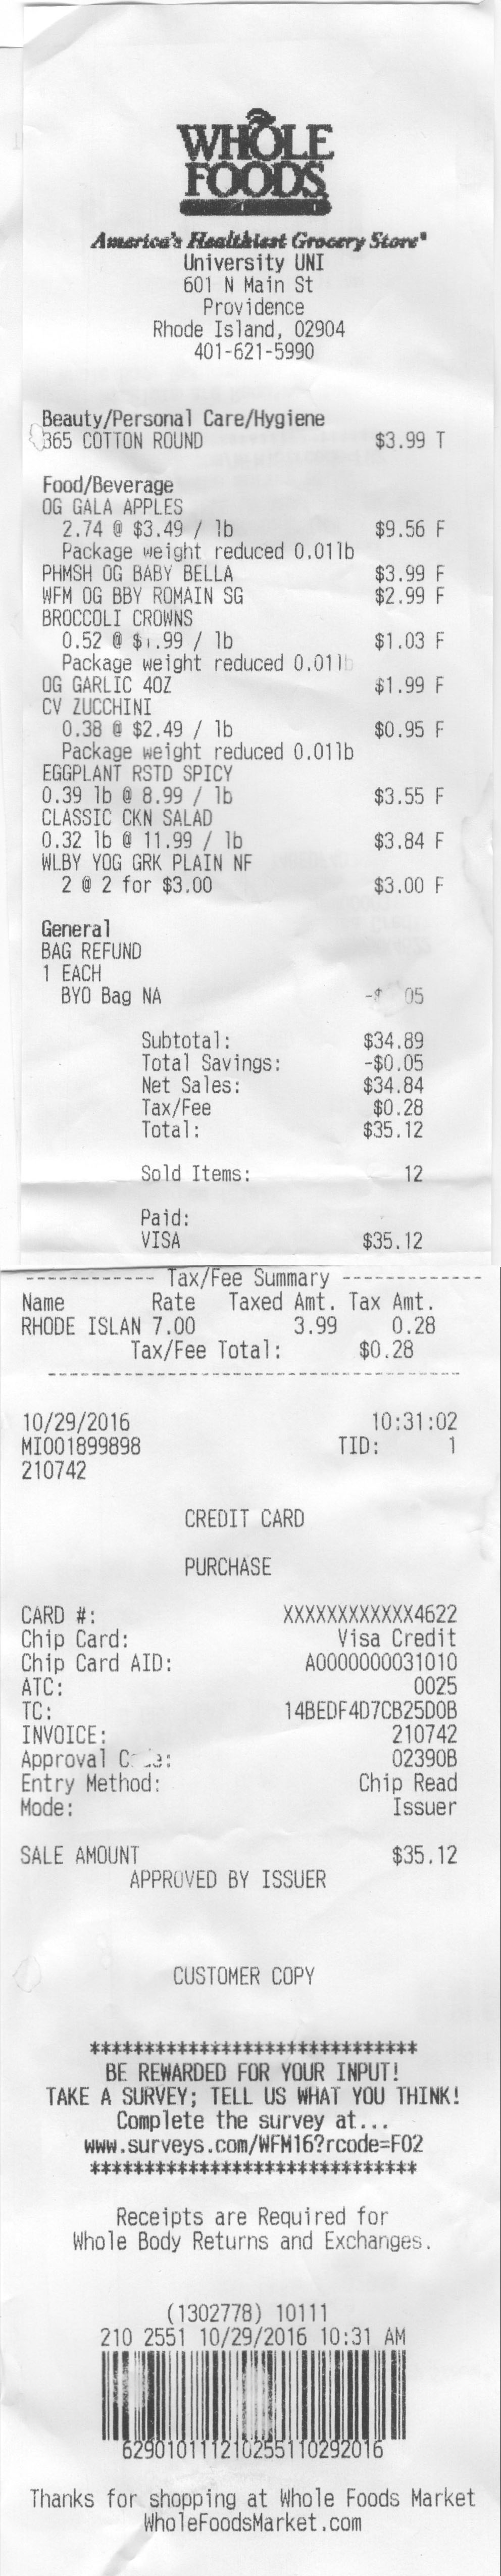 WHOLE
FOODS
America's Healthiest Grocery Store®
University UNI
601 N Main St
Providence
Rhode Island, 02904
401-621-5990
Beauty/Personal Care/Hygiene
365 COTTON ROUND $3.99 T
Food/Beverage
OG GALA APPLES
2.74 @ $3.49 / lb $9.56 F
Package weight reduced 0.01lb
PHMSH OG BABY BELLA $3.99 F
WFM OG BBY ROMAIN SG $2.99 F
BROCCOLI CROWNS
0.52 @ $1.99 / lb $1.03 F
Package weight reduced 0.01lb
OG GARLIC 4OZ $1.99 F
CV ZUCCHINI
0.38 @ $2.49 / lb $0.95 F
Package weight reduced 0.01lb
EGGPLANT RSTD SPICY
0.39 lb @ 8.99 / lb $3.55 F
CLASSIC CKN SALAD
0.32 lb @ 11.99 / lb $3.84 F
WLBY YOG GRK PLAIN NF
2 @ 2 for $3.00 $3.00 F
General
BAG REFUND
1 EACH
BYO Bag NA -$ 05
Subtotal: $34.89
Total Savings: -$0.05
Net Sales: $34.84
Tax/Fee $0.28
Total: $35.12
Sold Items: 12
Paid:
VISA $35.12
------------ Tax/Fee Summary -------------
Name Rate Taxed Amt. Tax Amt.
RHODE ISLAN 7.00 3.99 0.28
Tax/Fee Total: $0.28
------------------------------------------
10/29/2016 10:31:02
MI001899898 TID: 1
210742
CREDIT CARD
PURCHASE
CARD #: XXXXXXXXXXXX4622
Chip Card: Visa Credit
Chip Card AID: A0000000031010
ATC: 0025
TC: 14BEDF4D7CB25D0B
INVOICE: 210742
Approval : 02390B
Entry Method: Chip Read
Mode: Issuer
SALE AMOUNT $35.12
APPROVED BY ISSUER
CUSTOMER COPY
******************************
BE REWARDED FOR YOUR INPUT!
TAKE A SURVEY; TELL US WHAT YOU THINK!
Complete the survey at...
www.surveys.com/WFM16?rcode=F02
******************************
Receipts are Required for
Whole Body Returns and Exchanges.
(1302778) 10111
210 2551 10/29/2016 10:31 AM
629010111210255110292016
Thanks for shopping at Whole Foods Market
WholeFoodsMarket.com